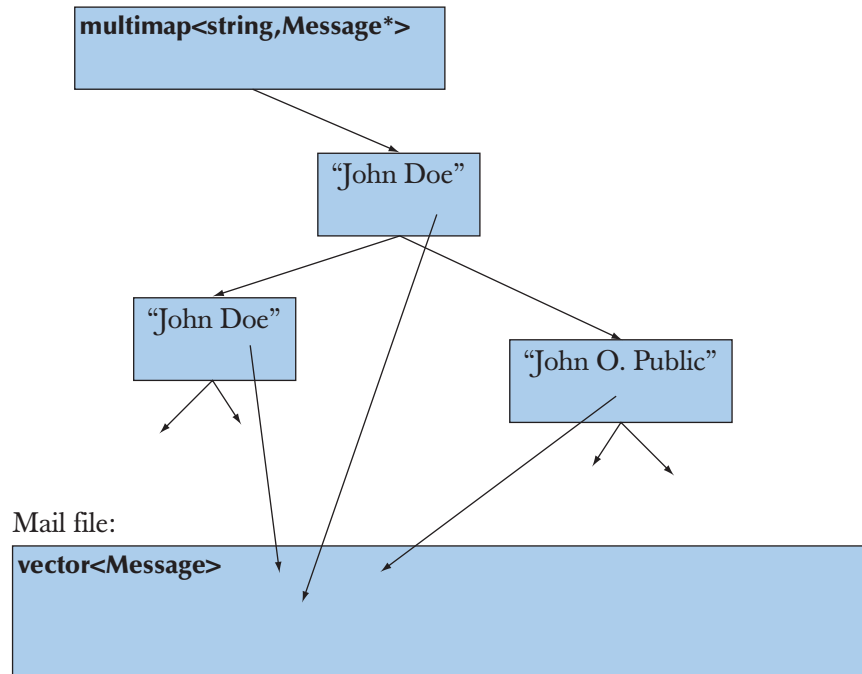 multimap<string,Message*>
“John Doe”
“John Doe”
“John O. Public”
Mail file:
vector<Message>